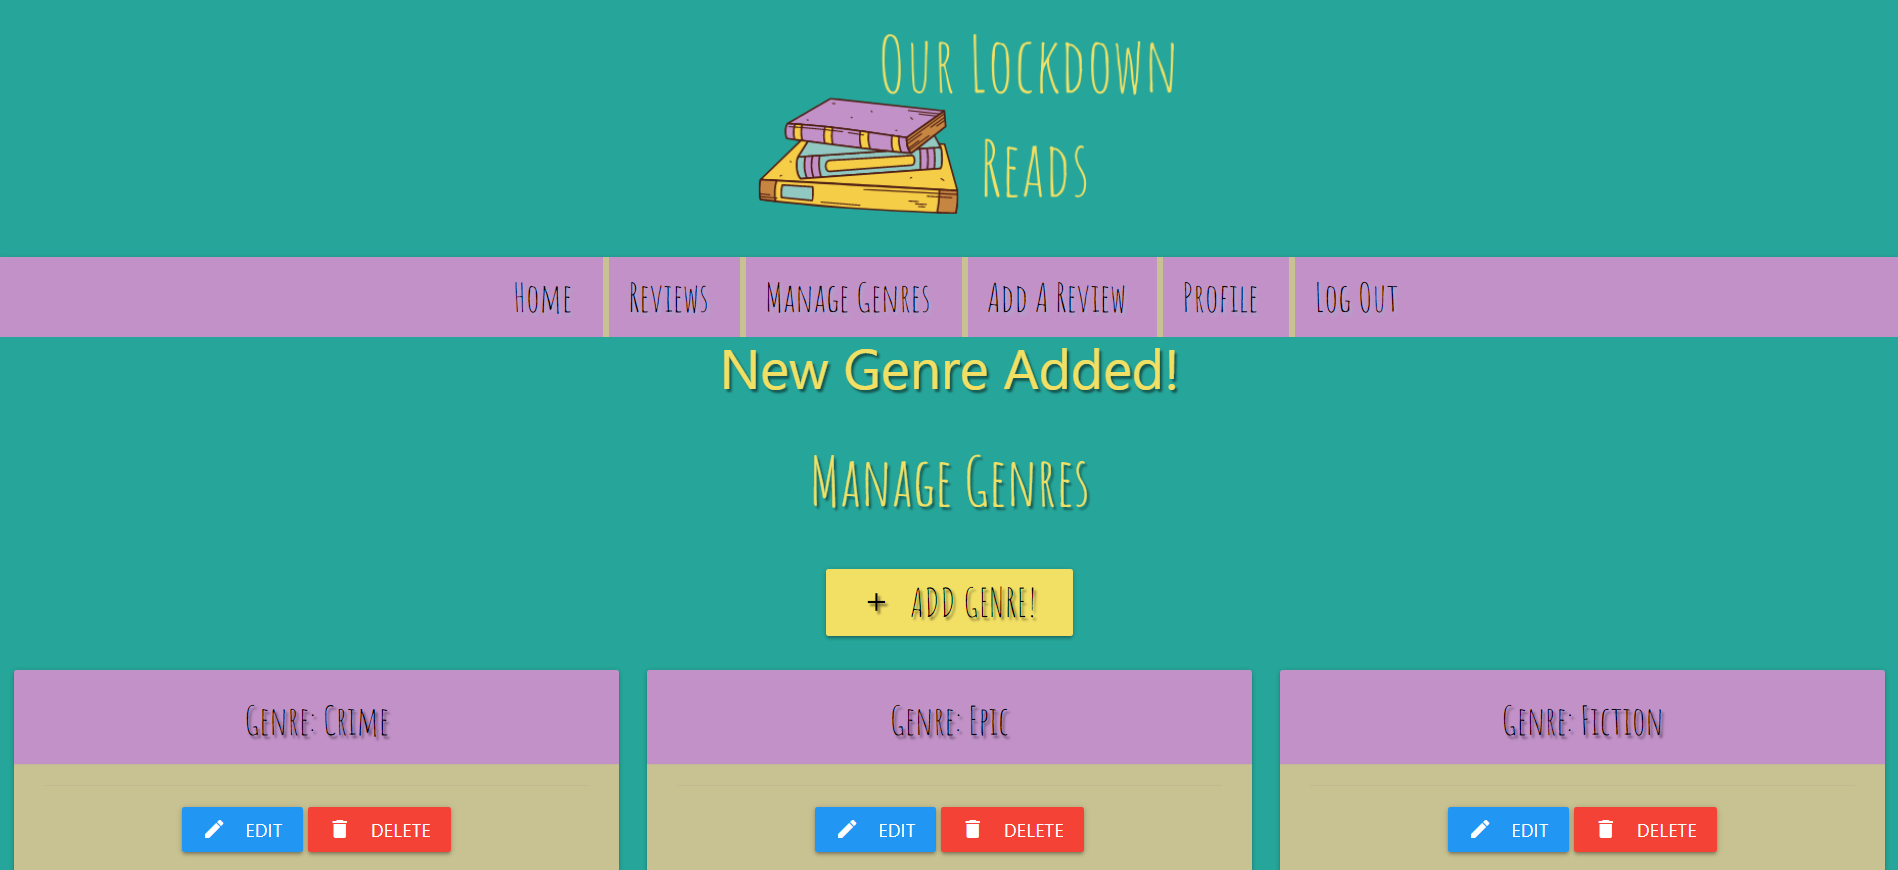 Our Lockdown
Reads
Home Reviews Manage Genres Add A Review Profile Log Out
New Genre Added!
Manage Genres
+ ADD GENRE!
Genre: Crime Genre: Epic Genre: Fiction
EDIT DELETE EDIT DELETE EDIT DELETE